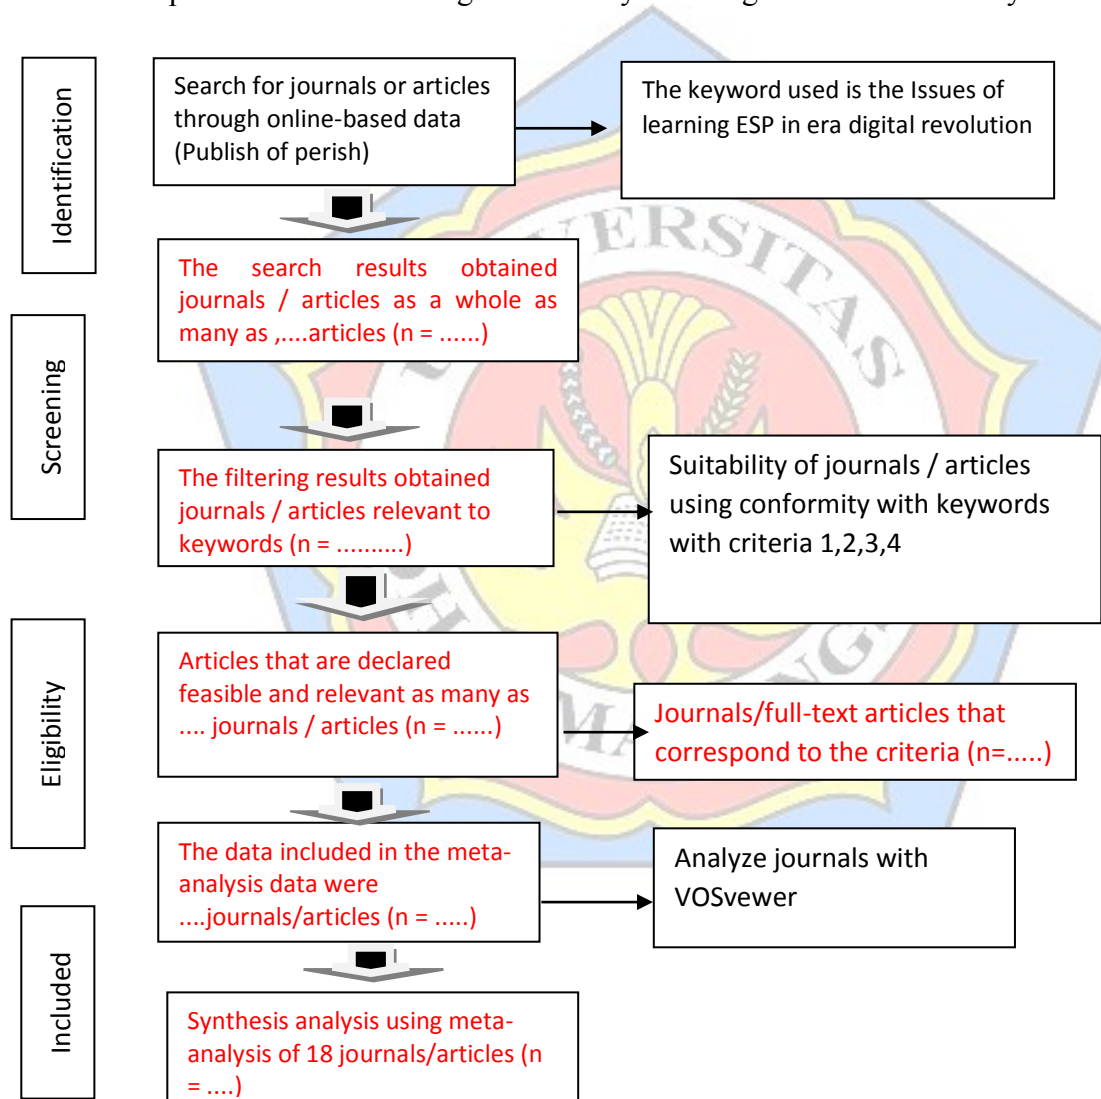 Identification
Search for journals or articles
through online-based data
(Publish of perish)
The keyword used is the Issues of
learning ESP in era digital revolution
The search results obtained
journals / articles as a whole as
many as ,....articles (n = ......)
VERSITAS
Screening
The filtering results obtained
journals / articles relevant to
keywords (n = ..........)
Suitability of journals / articles
using conformity with keywords
with criteria 1,2,3,4
Eligibility
Articles that are declared
feasible and relevant as many as
.... journals / articles (n = ......)
Journals/full-text articles that
correspond to the criteria (n=.....)
The data included in the meta-
analysis data were
....journals/articles (n = .....)
Analyze journals with
VOSvewer
Included
Synthesis analysis using meta-
analysis of 18 journals/articles (n
= ....)